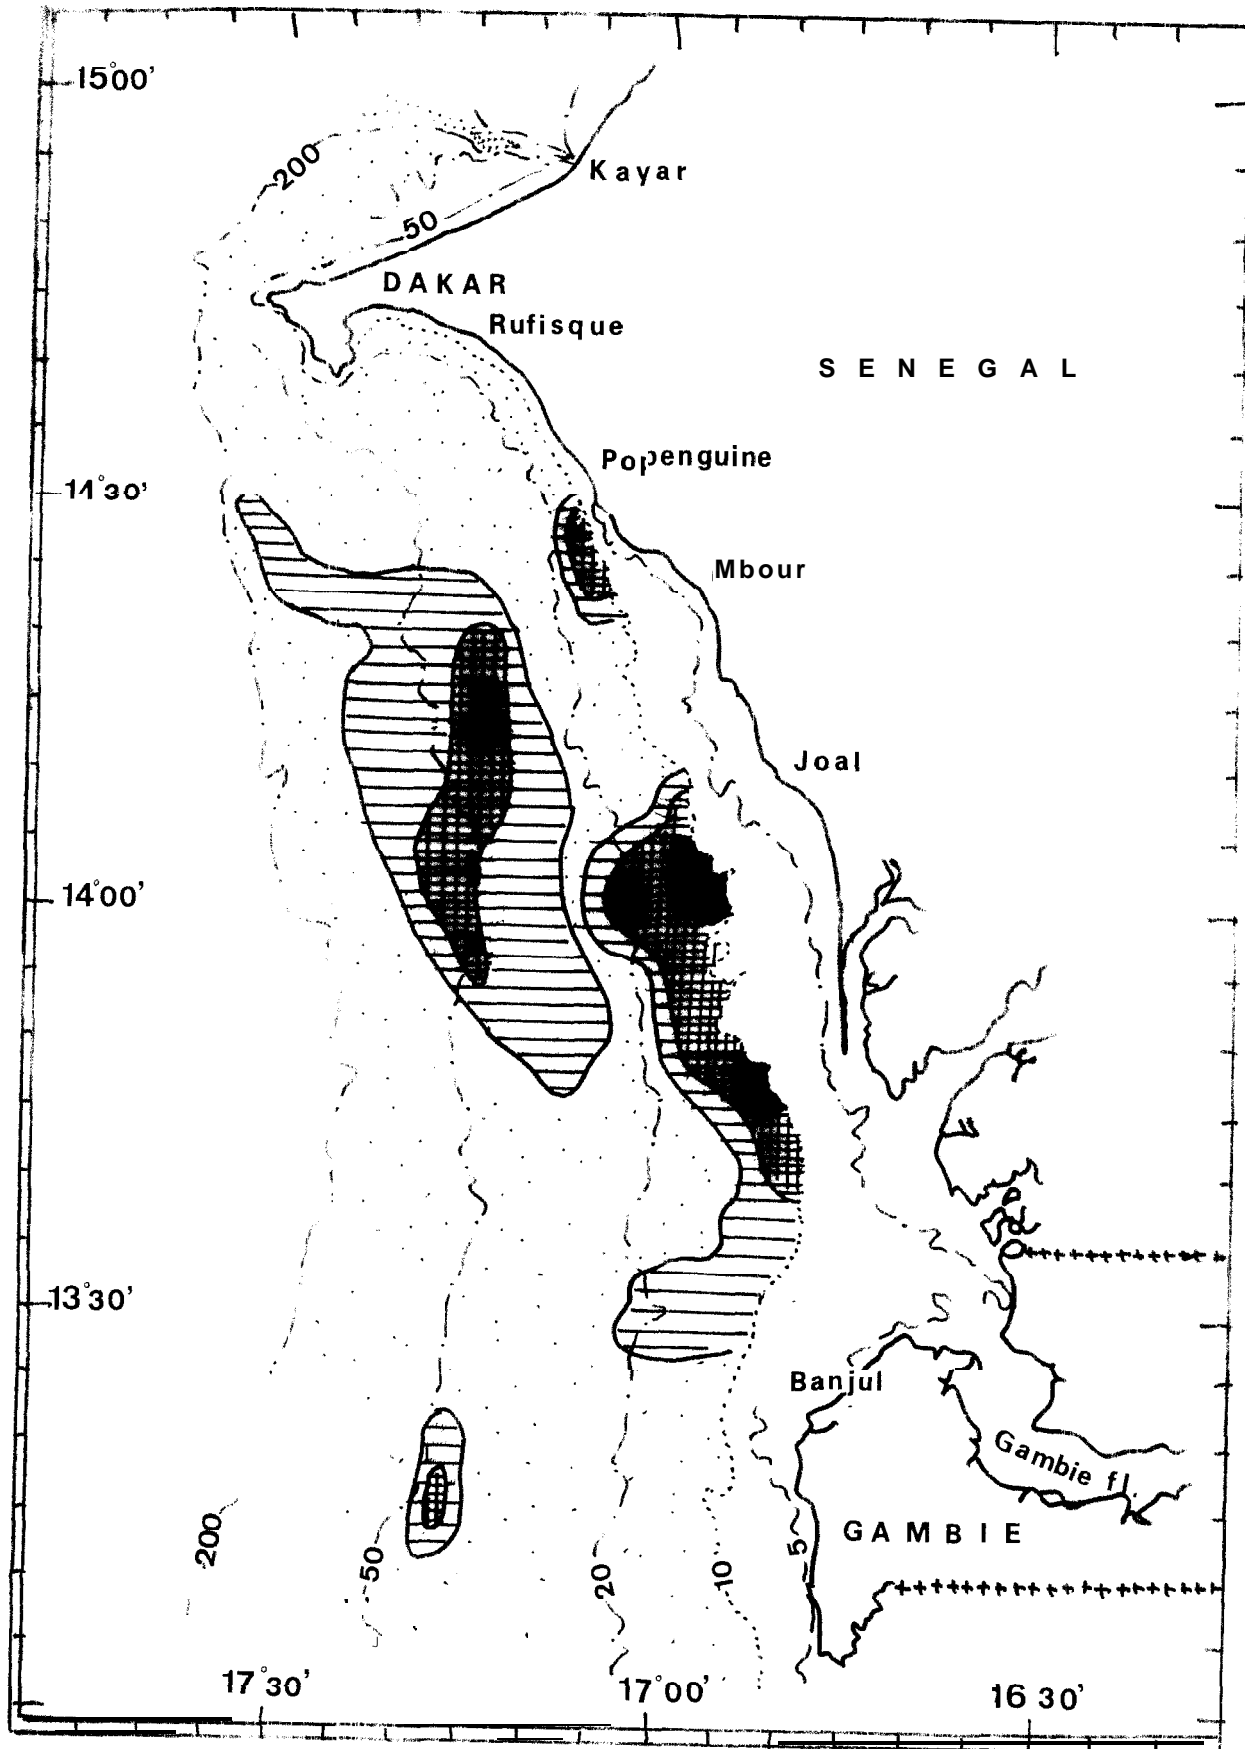 15°00'
200
Kayar
50
DAKAR
Rufisque
SENEGAL
Popenguine
14°30'
Mbour
Joal
14°00'
13°30'
Banjul
Gambie fl.
200
50
20
10
5
GAMBIE
17°30'
17°00'
16 30'